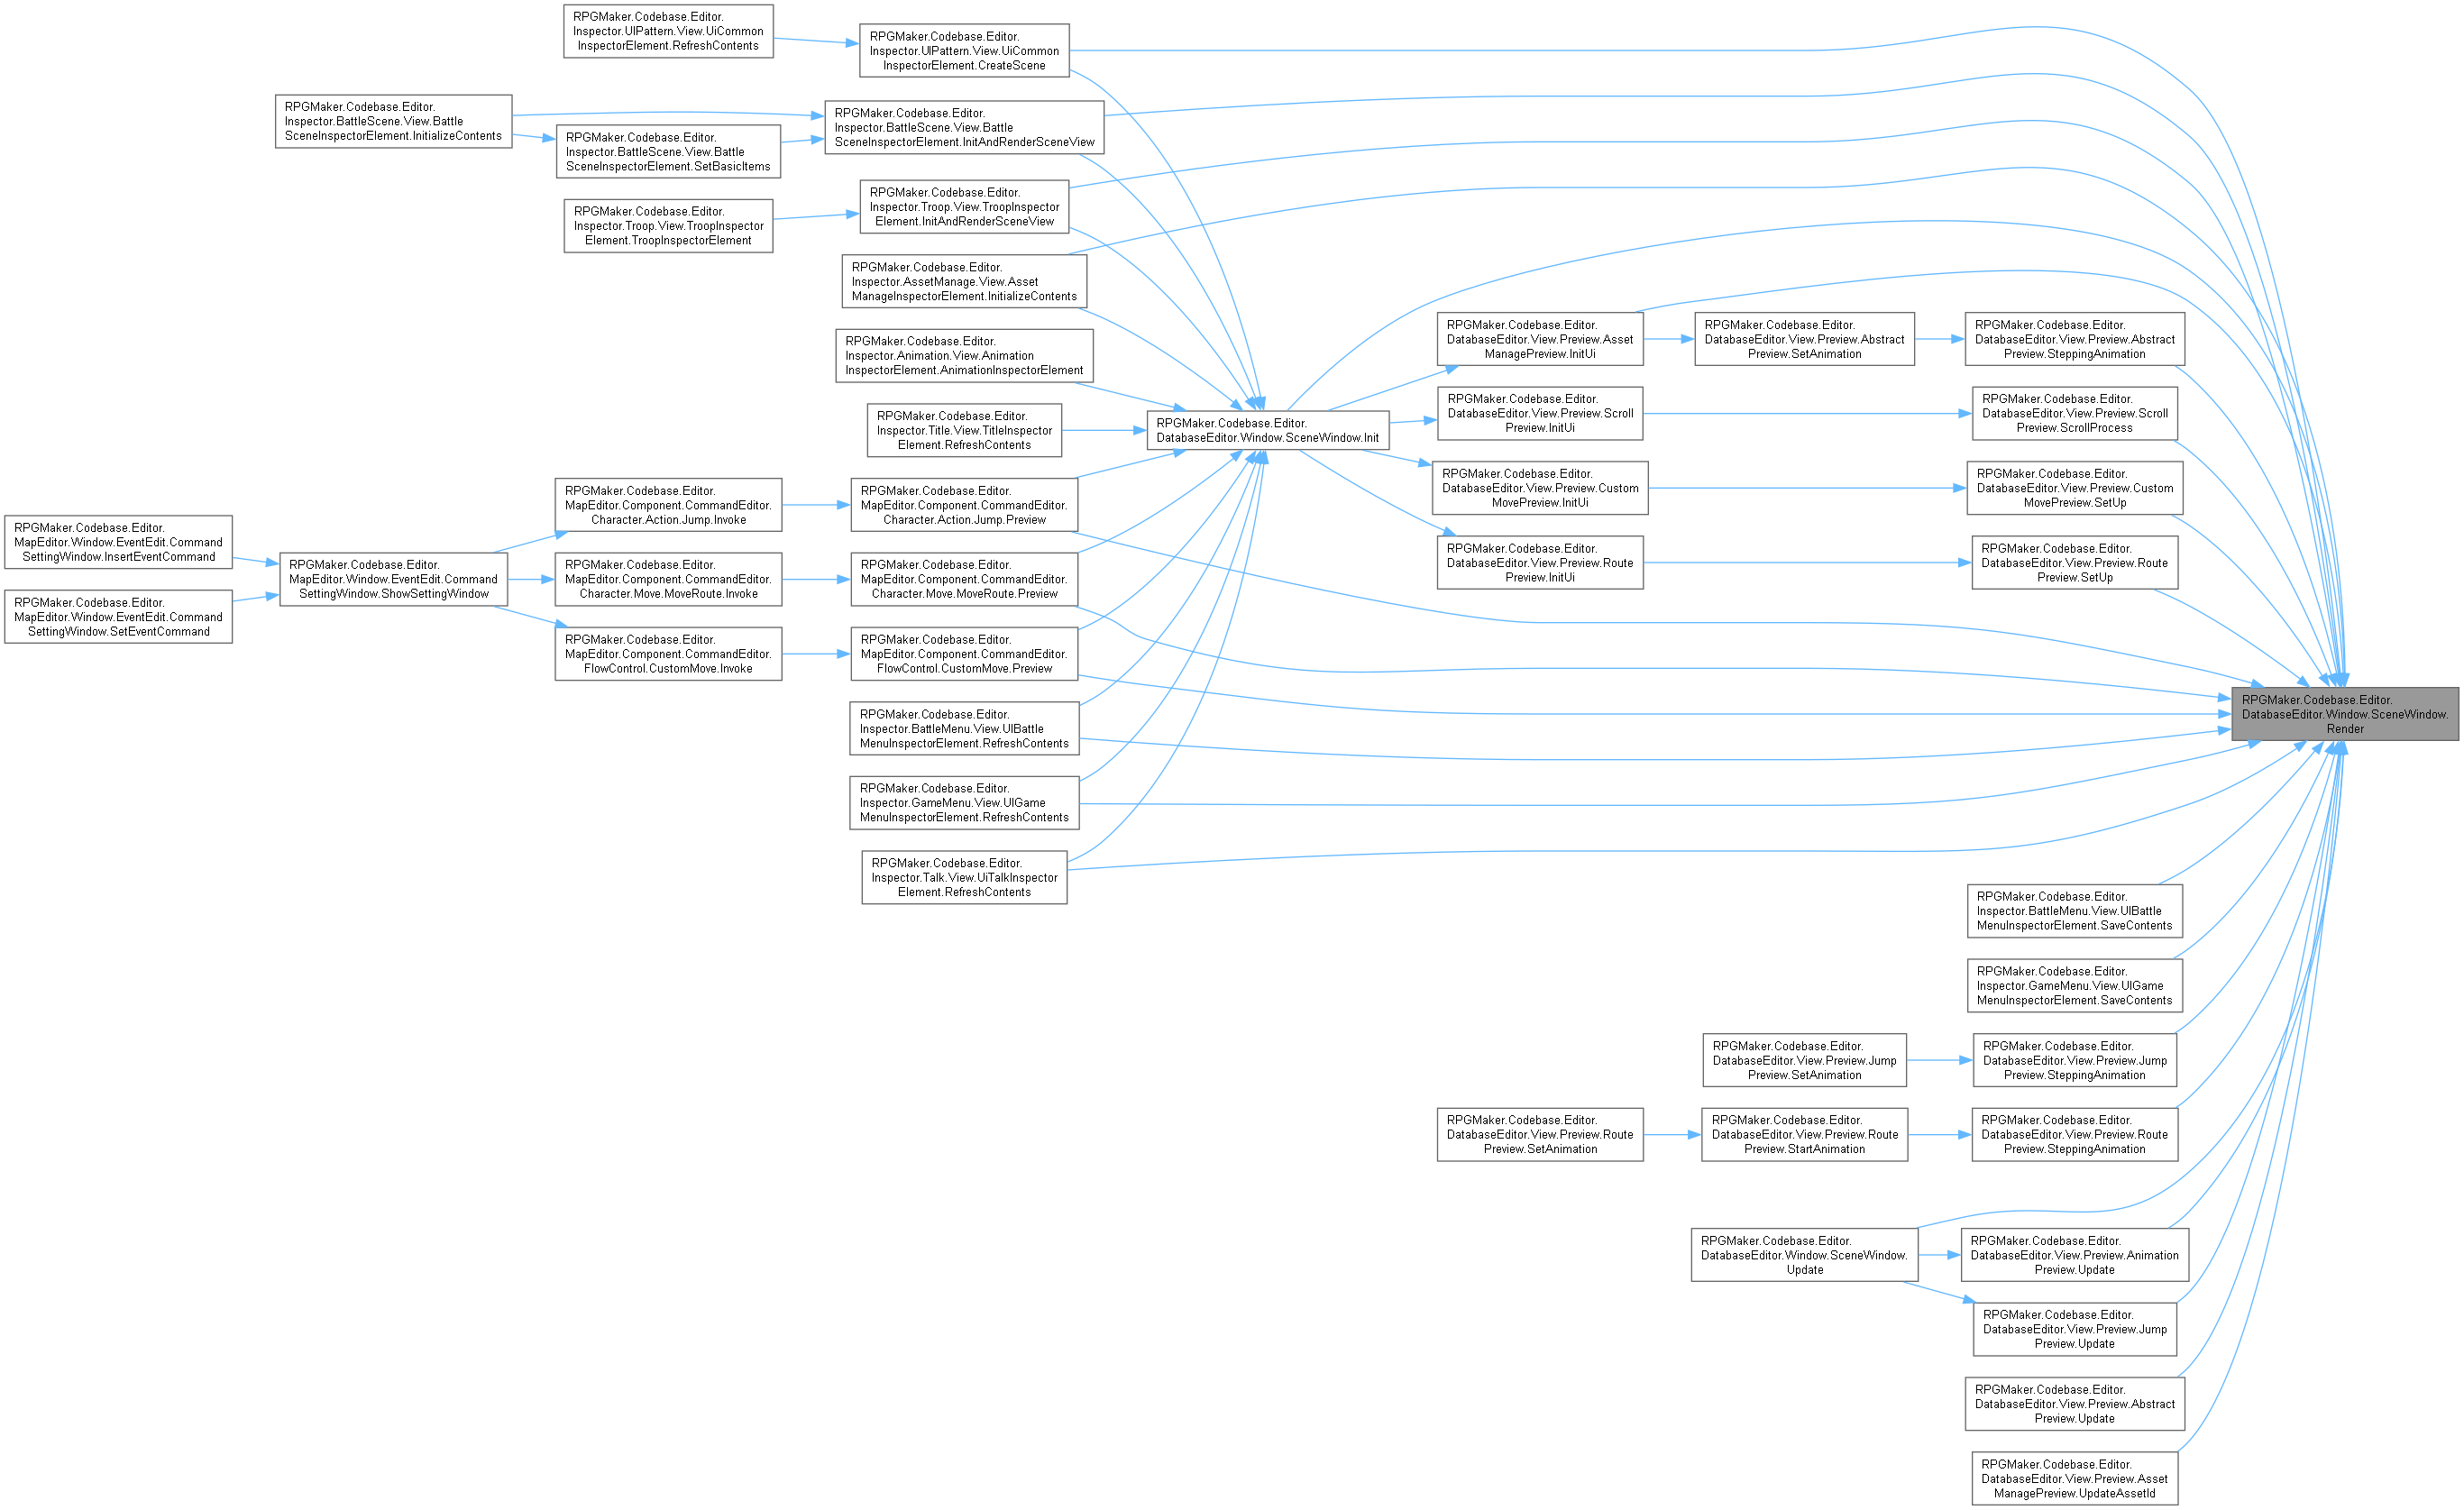 RPGMaker.Codebase.Editor.
Inspector.UIPattern.View.UiCommon
InspectorElement.RefreshContents
RPGMaker.Codebase.Editor.
Inspector.UIPattern.View.UiCommon
InspectorElement.CreateScene
RPGMaker.Codebase.Editor.
Inspector.BattleScene.View.Battle
SceneInspectorElement.InitializeContents
RPGMaker.Codebase.Editor.
Inspector.BattleScene.View.Battle
SceneInspectorElement.SetBasicItems
RPGMaker.Codebase.Editor.
Inspector.BattleScene.View.Battle
SceneInspectorElement.InitAndRenderSceneView
RPGMaker.Codebase.Editor.
Inspector.Troop.View.TroopInspector
Element.TroopInspectorElement
RPGMaker.Codebase.Editor.
Inspector.Troop.View.TroopInspector
Element.InitAndRenderSceneView
RPGMaker.Codebase.Editor.
Inspector.AssetManage.View.Asset
ManageInspectorElement.InitializeContents
RPGMaker.Codebase.Editor.
Inspector.Animation.View.Animation
InspectorElement.AnimationInspectorElement
RPGMaker.Codebase.Editor.
Inspector.Title.View.TitleInspector
Element.RefreshContents
RPGMaker.Codebase.Editor.
DatabaseEditor.Window.SceneWindow.Init
RPGMaker.Codebase.Editor.
DatabaseEditor.View.Preview.Asset
ManagePreview.InitUi
RPGMaker.Codebase.Editor.
DatabaseEditor.View.Preview.Abstract
Preview.SetAnimation
RPGMaker.Codebase.Editor.
DatabaseEditor.View.Preview.Abstract
Preview.SteppingAnimation
RPGMaker.Codebase.Editor.
DatabaseEditor.View.Preview.Scroll
Preview.InitUi
RPGMaker.Codebase.Editor.
DatabaseEditor.View.Preview.Scroll
Preview.ScrollProcess
RPGMaker.Codebase.Editor.
DatabaseEditor.View.Preview.Custom
MovePreview.InitUi
RPGMaker.Codebase.Editor.
DatabaseEditor.View.Preview.Custom
MovePreview.SetUp
RPGMaker.Codebase.Editor.
DatabaseEditor.View.Preview.Route
Preview.InitUi
RPGMaker.Codebase.Editor.
DatabaseEditor.View.Preview.Route
Preview.SetUp
RPGMaker.Codebase.Editor.
MapEditor.Window.EventEdit.Command
SettingWindow.InsertEventCommand
RPGMaker.Codebase.Editor.
MapEditor.Window.EventEdit.Command
SettingWindow.SetEventCommand
RPGMaker.Codebase.Editor.
MapEditor.Window.EventEdit.Command
SettingWindow.ShowSettingWindow
RPGMaker.Codebase.Editor.
MapEditor.Component.CommandEditor.
Character.Action.Jump.Invoke
RPGMaker.Codebase.Editor.
MapEditor.Component.CommandEditor.
Character.Action.Jump.Preview
RPGMaker.Codebase.Editor.
MapEditor.Component.CommandEditor.
Character.Move.MoveRoute.Invoke
RPGMaker.Codebase.Editor.
MapEditor.Component.CommandEditor.
Character.Move.MoveRoute.Preview
RPGMaker.Codebase.Editor.
MapEditor.Component.CommandEditor.
FlowControl.CustomMove.Invoke
RPGMaker.Codebase.Editor.
MapEditor.Component.CommandEditor.
FlowControl.CustomMove.Preview
RPGMaker.Codebase.Editor.
Inspector.BattleMenu.View.UIBattle
MenuInspectorElement.RefreshContents
RPGMaker.Codebase.Editor.
Inspector.GameMenu.View.UIGame
MenuInspectorElement.RefreshContents
RPGMaker.Codebase.Editor.
Inspector.Talk.View.UiTalkInspector
Element.RefreshContents
RPGMaker.Codebase.Editor.
DatabaseEditor.Window.SceneWindow.
Render
RPGMaker.Codebase.Editor.
Inspector.BattleMenu.View.UIBattle
MenuInspectorElement.SaveContents
RPGMaker.Codebase.Editor.
Inspector.GameMenu.View.UIGame
MenuInspectorElement.SaveContents
RPGMaker.Codebase.Editor.
DatabaseEditor.View.Preview.Jump
Preview.SetAnimation
RPGMaker.Codebase.Editor.
DatabaseEditor.View.Preview.Jump
Preview.SteppingAnimation
RPGMaker.Codebase.Editor.
DatabaseEditor.View.Preview.Route
Preview.SetAnimation
RPGMaker.Codebase.Editor.
DatabaseEditor.View.Preview.Route
Preview.StartAnimation
RPGMaker.Codebase.Editor.
DatabaseEditor.View.Preview.Route
Preview.SteppingAnimation
RPGMaker.Codebase.Editor.
DatabaseEditor.Window.SceneWindow.
Update
RPGMaker.Codebase.Editor.
DatabaseEditor.View.Preview.Animation
Preview.Update
RPGMaker.Codebase.Editor.
DatabaseEditor.View.Preview.Jump
Preview.Update
RPGMaker.Codebase.Editor.
DatabaseEditor.View.Preview.Abstract
Preview.Update
RPGMaker.Codebase.Editor.
DatabaseEditor.View.Preview.Asset
ManagePreview.UpdateAssetId